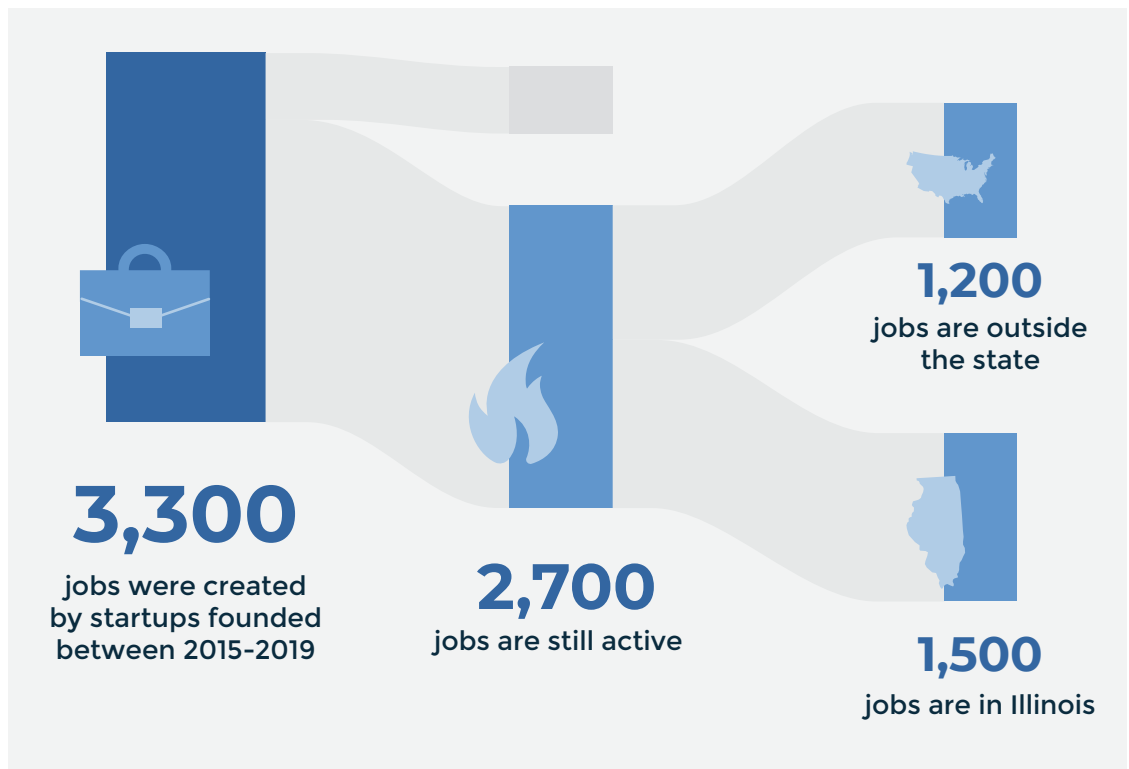 3,300
jobs were created
by startups founded
between 2015-2019
2,700
jobs are still active
1,200
jobs are outside
the state
1,500
jobs are in Illinois